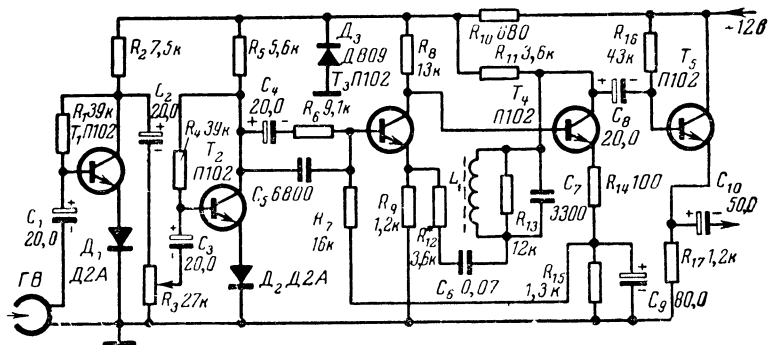 R₂ 7,5к
R₅ 5,6к
Д₃
Д809
T₃ П102
R₈
13к
R₁₀ 680
R₁₁ 3,6к
R₁₆
43к
T₅
П102
-12в
C₂
20,0
R₁ 39к
T₁ П102
C₄
20,0
R₆ 9,1к
T₄
П102
C₈
20,0
R₄ 39к
T₂
П102
C₅ 6800
L₁
C₇
3300
R₁₄ 100
C₁₀
50,0
C₁
20,0
R₇
16к
R₉
1,2к
R₁₂
3,6к
R₁₃
12к
C₃
20,0
Д₁
Д2А
Д₂ Д2А
R₁₅
1,3к
R₁₇ 1,2к
ГВ
R₃ 27к
C₆ 0,07
C₉ 80,0